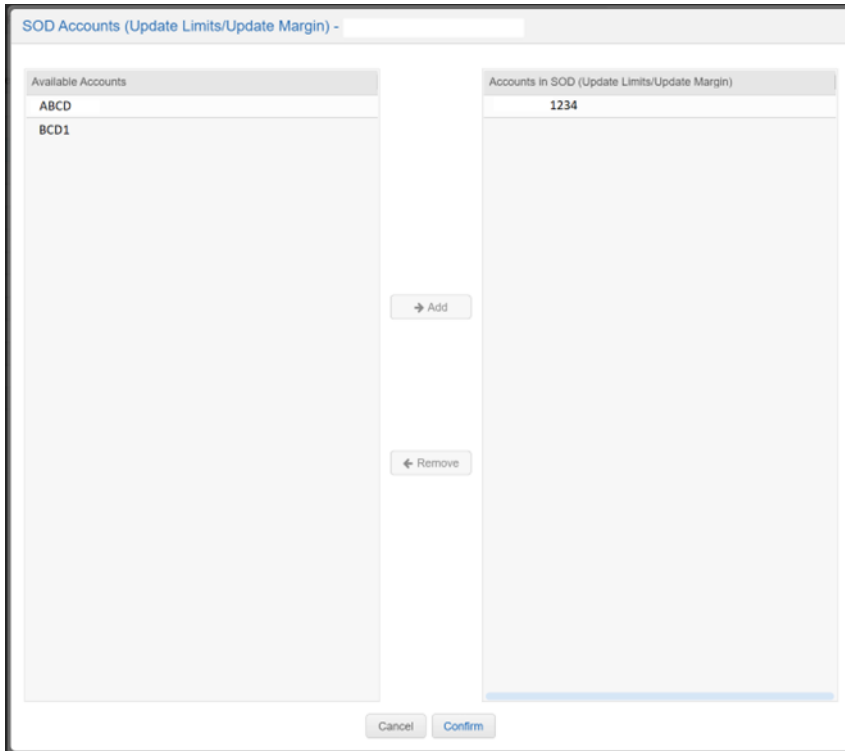 SOD Accounts (Update Limits/Update Margin) -
Available Accounts
ABCD
BCD1
Accounts in SOD (Update Limits/Update Margin)
1234
Add
Remove
Cancel
Confirm